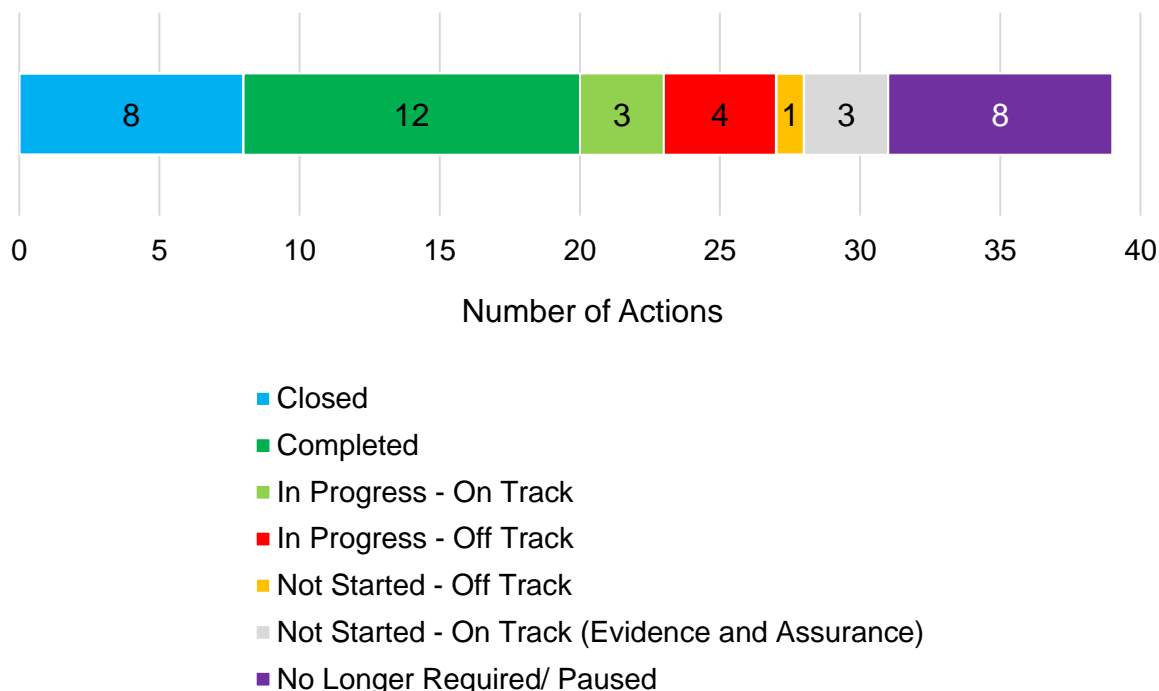 8 12 3 4 1 3 8
0 5 10 15 20 25 30 35 40
Number of Actions
Closed
Completed
In Progress - On Track
In Progress - Off Track
Not Started - Off Track
Not Started - On Track (Evidence and Assurance)
No Longer Required/ Paused